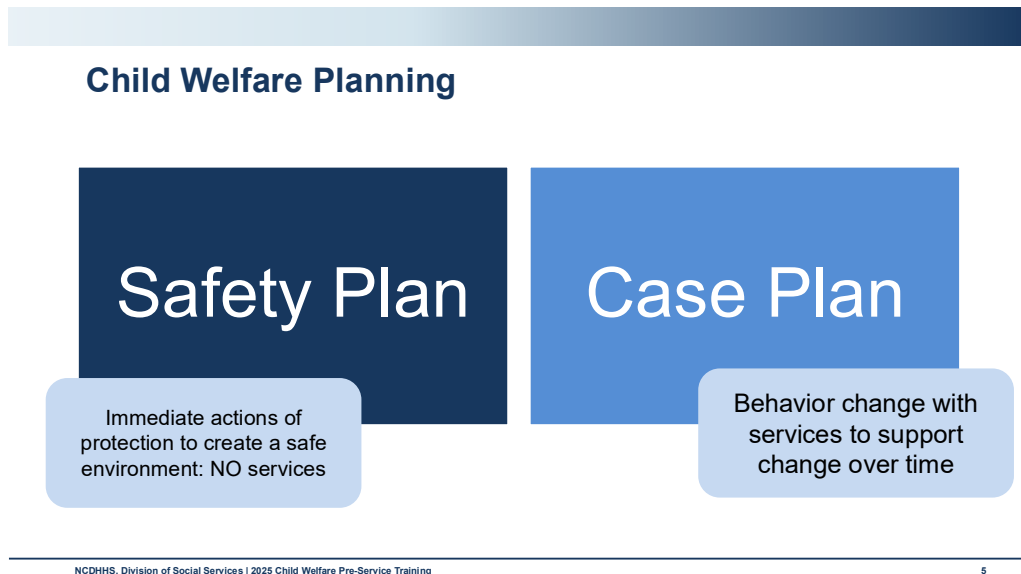 Child Welfare Planning
Safety Plan
Case Plan
Immediate actions of
protection to create a safe
environment: NO services
Behavior change with
services to support
change over time
NCDHHS, Division of Social Services | 2025 Child Welfare Pre-Service Training
5